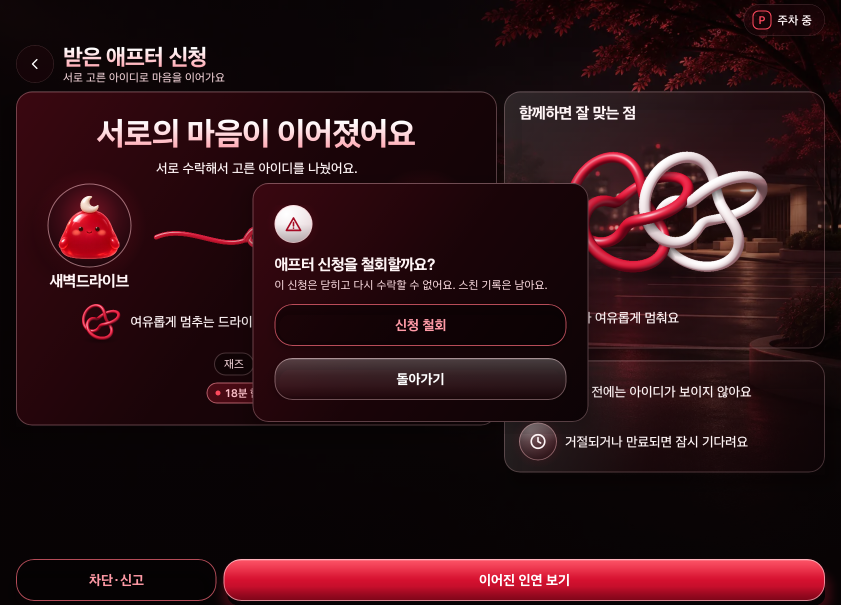 P 주차 중
받은 애프터 신청
서로 고른 아이디로 마음을 이어가요
서로의 마음이 이어졌어요
서로 수락해서 고른 아이디를 나눴어요.
새벽드라이브
여유롭게 멈추는 드라이
재즈
18분
함께하면 잘 맞는 점
여유롭게 멈춰요
전에는 아이디가 보이지 않아요
거절되거나 만료되면 잠시 기다려요
애프터 신청을 철회할까요?
이 신청은 닫히고 다시 수락할 수 없어요. 스친 기록은 남아요.
신청 철회
돌아가기
차단·신고
이어진 인연 보기